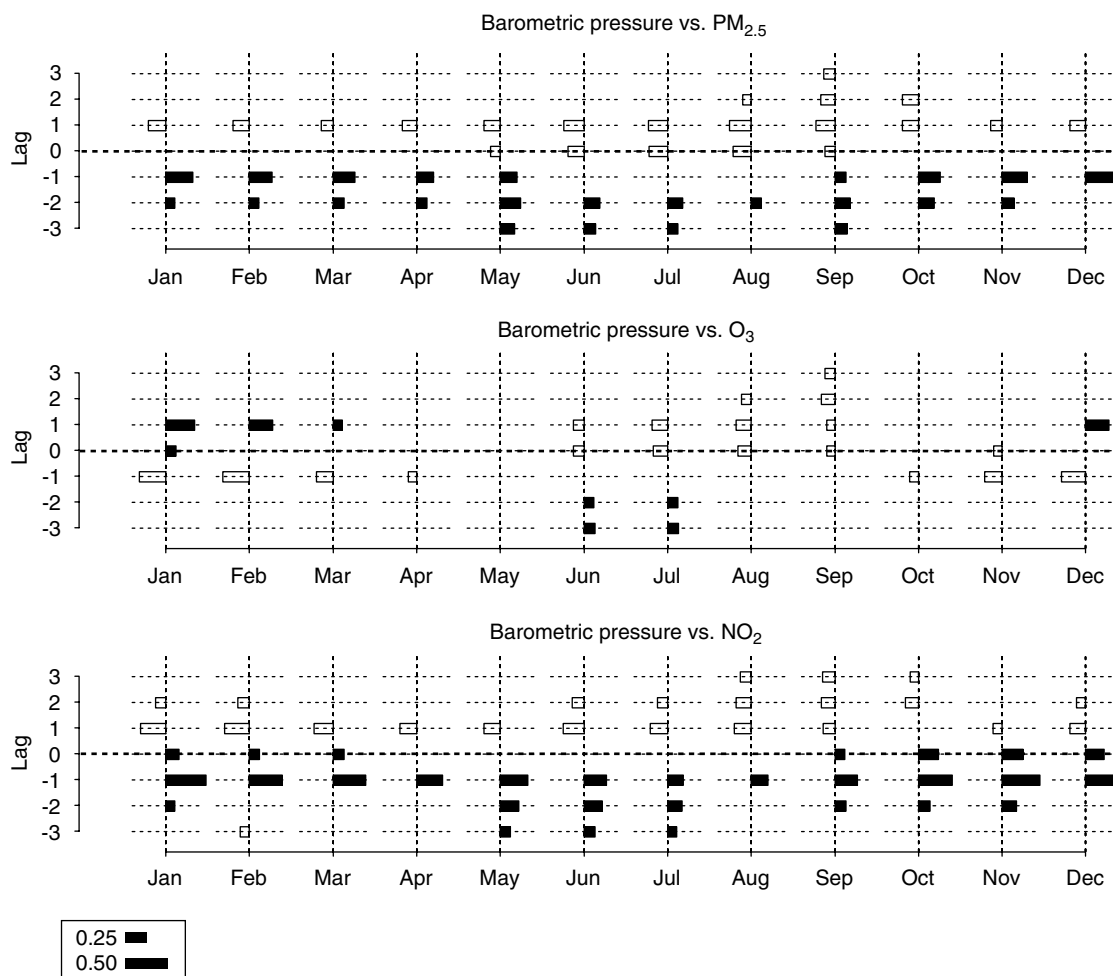 Barometric pressure vs. PM2.5
Lag
3
2
1
0
-1
-2
-3
Jan Feb Mar Apr May Jun Jul Aug Sep Oct Nov Dec
Barometric pressure vs. O3
Lag
3
2
1
0
-1
-2
-3
Jan Feb Mar Apr May Jun Jul Aug Sep Oct Nov Dec
Barometric pressure vs. NO2
Lag
3
2
1
0
-1
-2
-3
Jan Feb Mar Apr May Jun Jul Aug Sep Oct Nov Dec
0.25
0.50